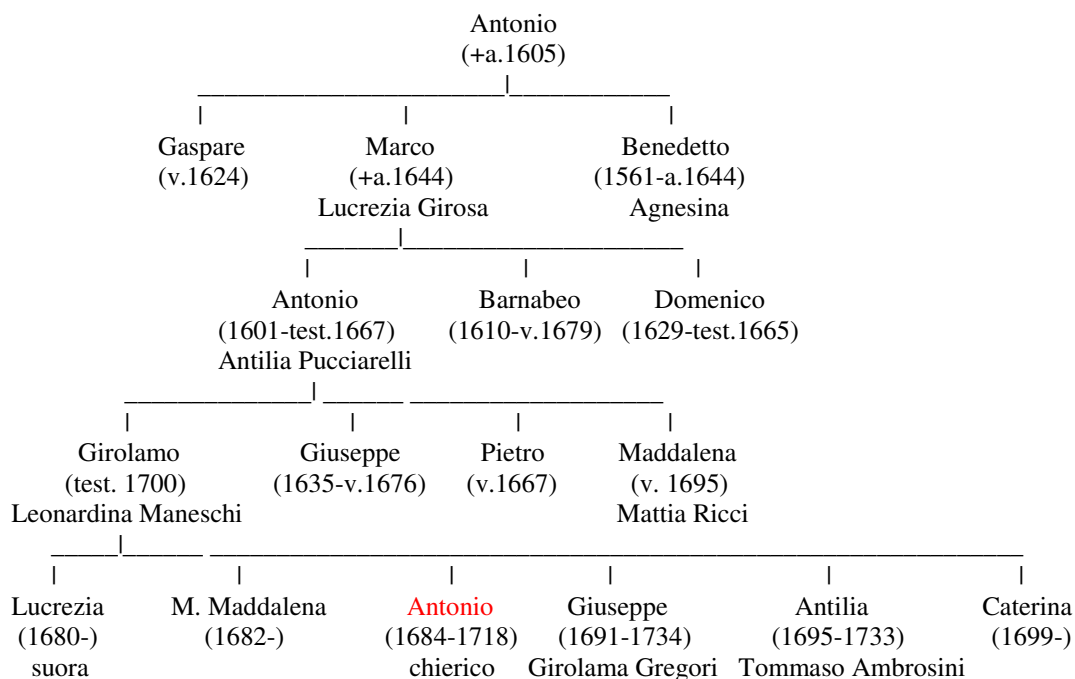 Antonio
(+a.1605)
Gaspare Marco Benedetto
(v.1624) (+a.1644) (1561-a.1644)
Lucrezia Girosa Agnesina
Antonio Barnabeo Domenico
(1601-test.1667) (1610-v.1679) (1629-test.1665)
Antilia Pucciarelli
Girolamo Giuseppe Pietro Maddalena
(test. 1700) (1635-v.1676) (v.1667) (v. 1695)
Leonardina Maneschi Mattia Ricci
Lucrezia M. Maddalena Antonio Giuseppe Antilia Caterina
(1680-) (1682-) (1684-1718) (1691-1734) (1695-1733) (1699-)
suora chierico Girolama Gregori Tommaso Ambrosini